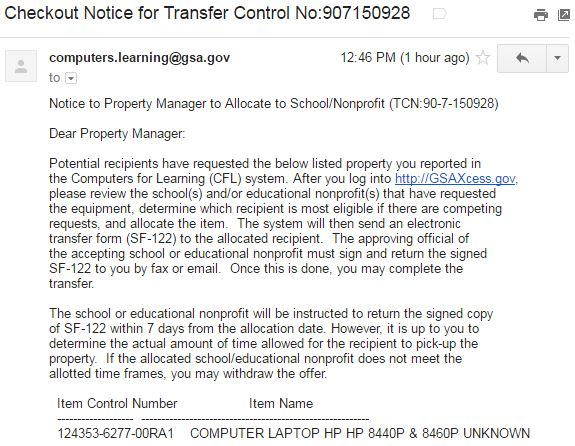 Checkout Notice for Transfer Control No:907150928
computers.learning@gsa.gov 12:46 PM (1 hour ago)
to
Notice to Property Manager to Allocate to School/Nonprofit (TCN:90-7-150928)
Dear Property Manager:
Potential recipients have requested the below listed property you reported in
the Computers for Learning (CFL) system. After you log into http://GSAXcess.gov,
please review the school(s) and/or educational nonprofit(s) that have requested
the equipment, determine which recipient is most eligible if there are competing
requests, and allocate the item. The system will then send an electronic
transfer form (SF-122) to the allocated recipient. The approving official of
the accepting school or educational nonprofit must sign and return the signed
SF-122 to you by fax or email. Once this is done, you may complete the
transfer.
The school or educational nonprofit will be instructed to return the signed copy
of SF-122 within 7 days from the allocation date. However, it is up to you to
determine the actual amount of time allowed for the recipient to pick-up the
property. If the allocated school/educational nonprofit does not meet the
allotted time frames, you may withdraw the offer.
Item Control Number Item Name
------------------- ---------------------------------------------------------
124353-6277-00RA1 COMPUTER LAPTOP HP HP 8440P & 8460P UNKNOWN